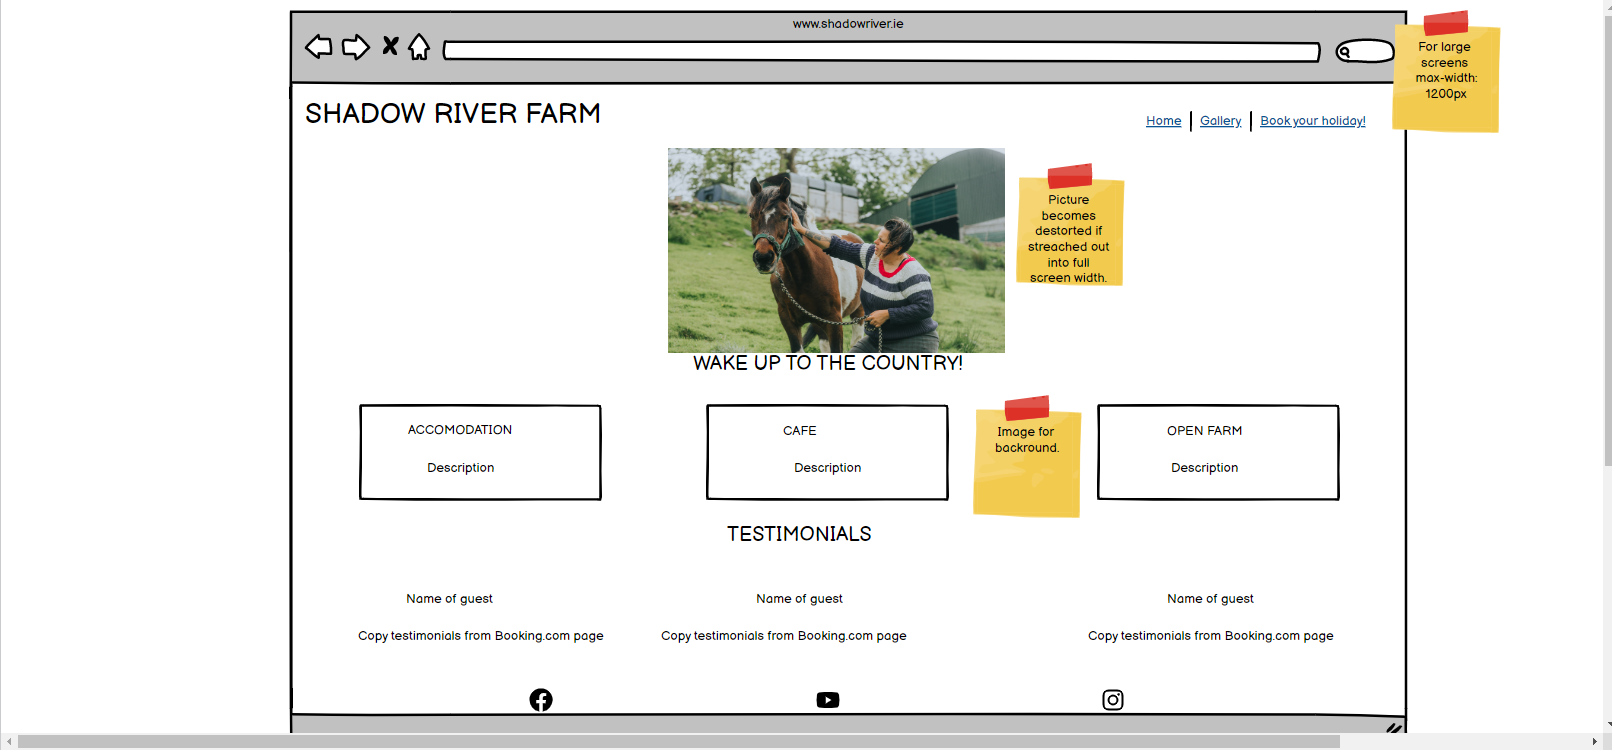 www.shadowriver.ie
For large
screens
max-width:
1200px
SHADOW RIVER FARM
Home | Gallery | Book your holiday!
Picture
becomes
destorted if
streached out
into full
screen width.
WAKE UP TO THE COUNTRY!
ACCOMODATION
Description
CAFE
Description
Image for
backround.
OPEN FARM
Description
TESTIMONIALS
Name of guest
Copy testimonials from Booking.com page
Name of guest
Copy testimonials from Booking.com page
Name of guest
Copy testimonials from Booking.com page